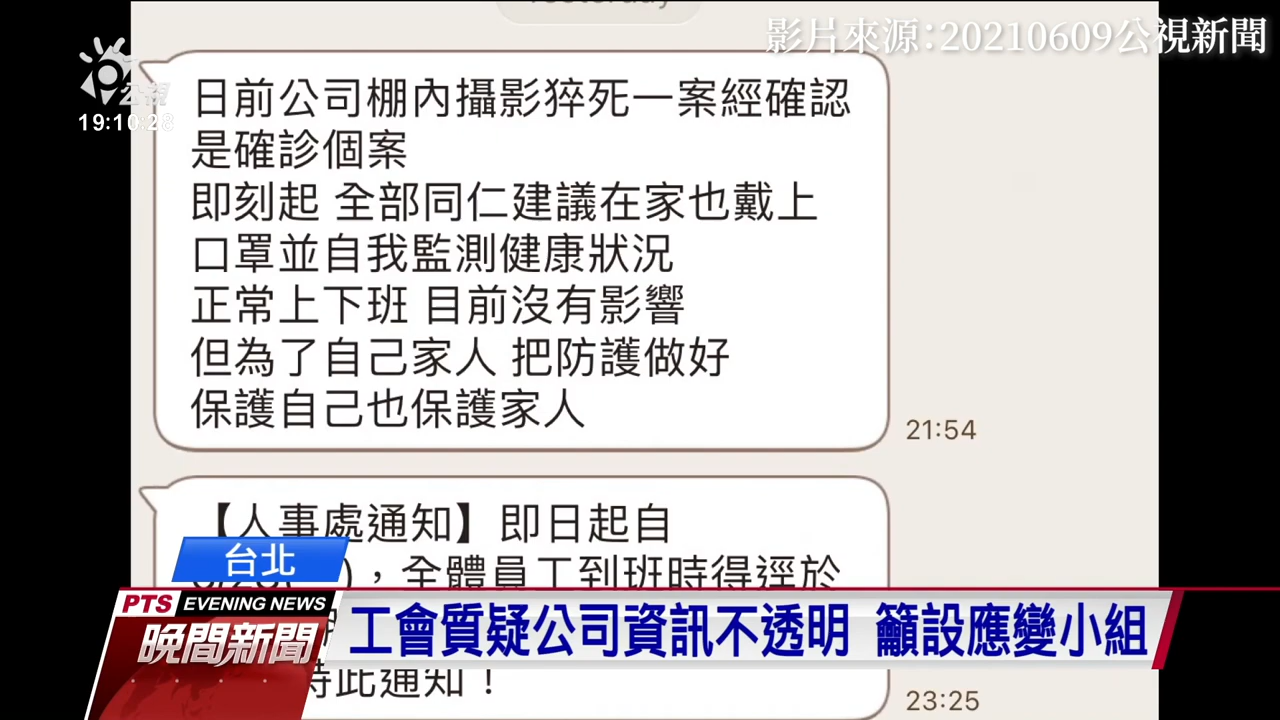 Yesterday
影片來源:20210609公視新聞
公視
19:10:28
日前公司棚內攝影猝死一案經確認
是確診個案
即刻起 全部同仁建議在家也戴上
口罩並自我監測健康狀況
正常上下班 目前沒有影響
但為了自己家人 把防護做好
保護自己也保護家人
21:54
【人事處通知】即日起自
,全體員工到班時得逕於
特此通知!
23:25
台北
PTS EVENING NEWS
晚間新聞
工會質疑公司資訊不透明 籲設應變小組